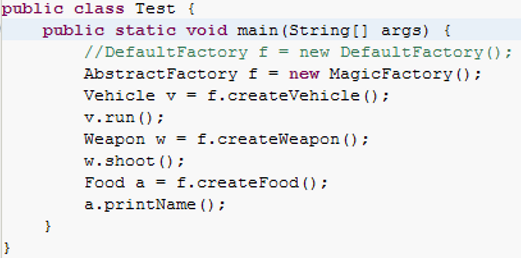 public class Test {
    public static void main(String[] args) {
        //DefaultFactory f = new DefaultFactory();
        AbstractFactory f = new MagicFactory();
        Vehicle v = f.createVehicle();
        v.run();
        Weapon w = f.createWeapon();
        w.shoot();
        Food a = f.createFood();
        a.printName();
    }
}